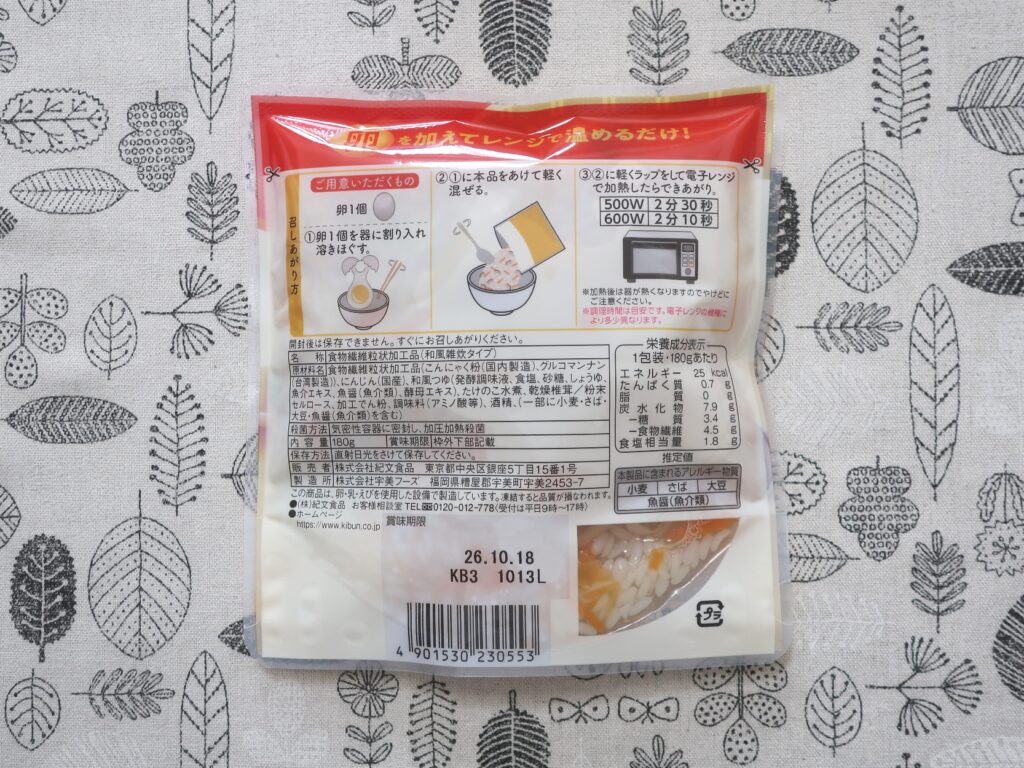 卵を加えてレンジで温めるだけ!
召しあがり方
ご用意いただくもの
卵1個
①卵1個を器に割り入れ
溶きほぐす。
②①に本品をあけて軽く
混ぜる。
③②に軽くラップをして電子レンジ
で加熱したらできあがり。
500W 2分30秒
600W 2分10秒
※加熱後は器が熱くなりますのでやけどに
ご注意ください。
※調理時間は目安です。電子レンジの機種に
より多少異なります。
開封後は保存できません。すぐにお召しあがりください。
名 称 食物繊維粒状加工品(和風雑炊タイプ)
原材料名 食物繊維粒状加工品(こんにゃく粉(国内製造)、グルコマンナン
(台湾製造))、にんじん(国産)、和風つゆ(発酵調味液、食塩、砂糖、しょうゆ、
魚介エキス、魚醤(魚介類)、酵母エキス)、たけのこ水煮、乾燥椎茸/粉末
セルロース、加工でん粉、調味料(アミノ酸等)、酒精、(一部に小麦・さば・
大豆・魚醤(魚介類)を含む)
殺菌方法 気密性容器に密封し、加圧加熱殺菌
内容量 180g 賞味期限 枠外下部記載
保存方法 直射日光をさけて保存してください。
販売者 株式会社紀文食品 東京都中央区銀座5丁目15番1号
製造所 株式会社宇美フーズ 福岡県糟屋郡宇美町宇美2453-7
この商品は、卵・乳・えびを使用した設備で製造しています。凍結すると品質が損なわれます。
●(株)紀文食品 お客様相談室 TEL 0120-012-778(受付は平日9時〜17時)
●ホームページ
https://www.kibun.co.jp
栄養成分表示
1包装・180gあたり
エネルギー 25 kcal
たんぱく質 0.7 g
脂質 0 g
炭水化物 7.9 g
-糖質 3.4 g
-食物繊維 4.5 g
食塩相当量 1.8 g
推定値
本製品に含まれるアレルギー物質
小麦 さば 大豆
魚醤(魚介類)
賞味期限
26.10.18
KB3 1013L
4 901530 230553
プラ